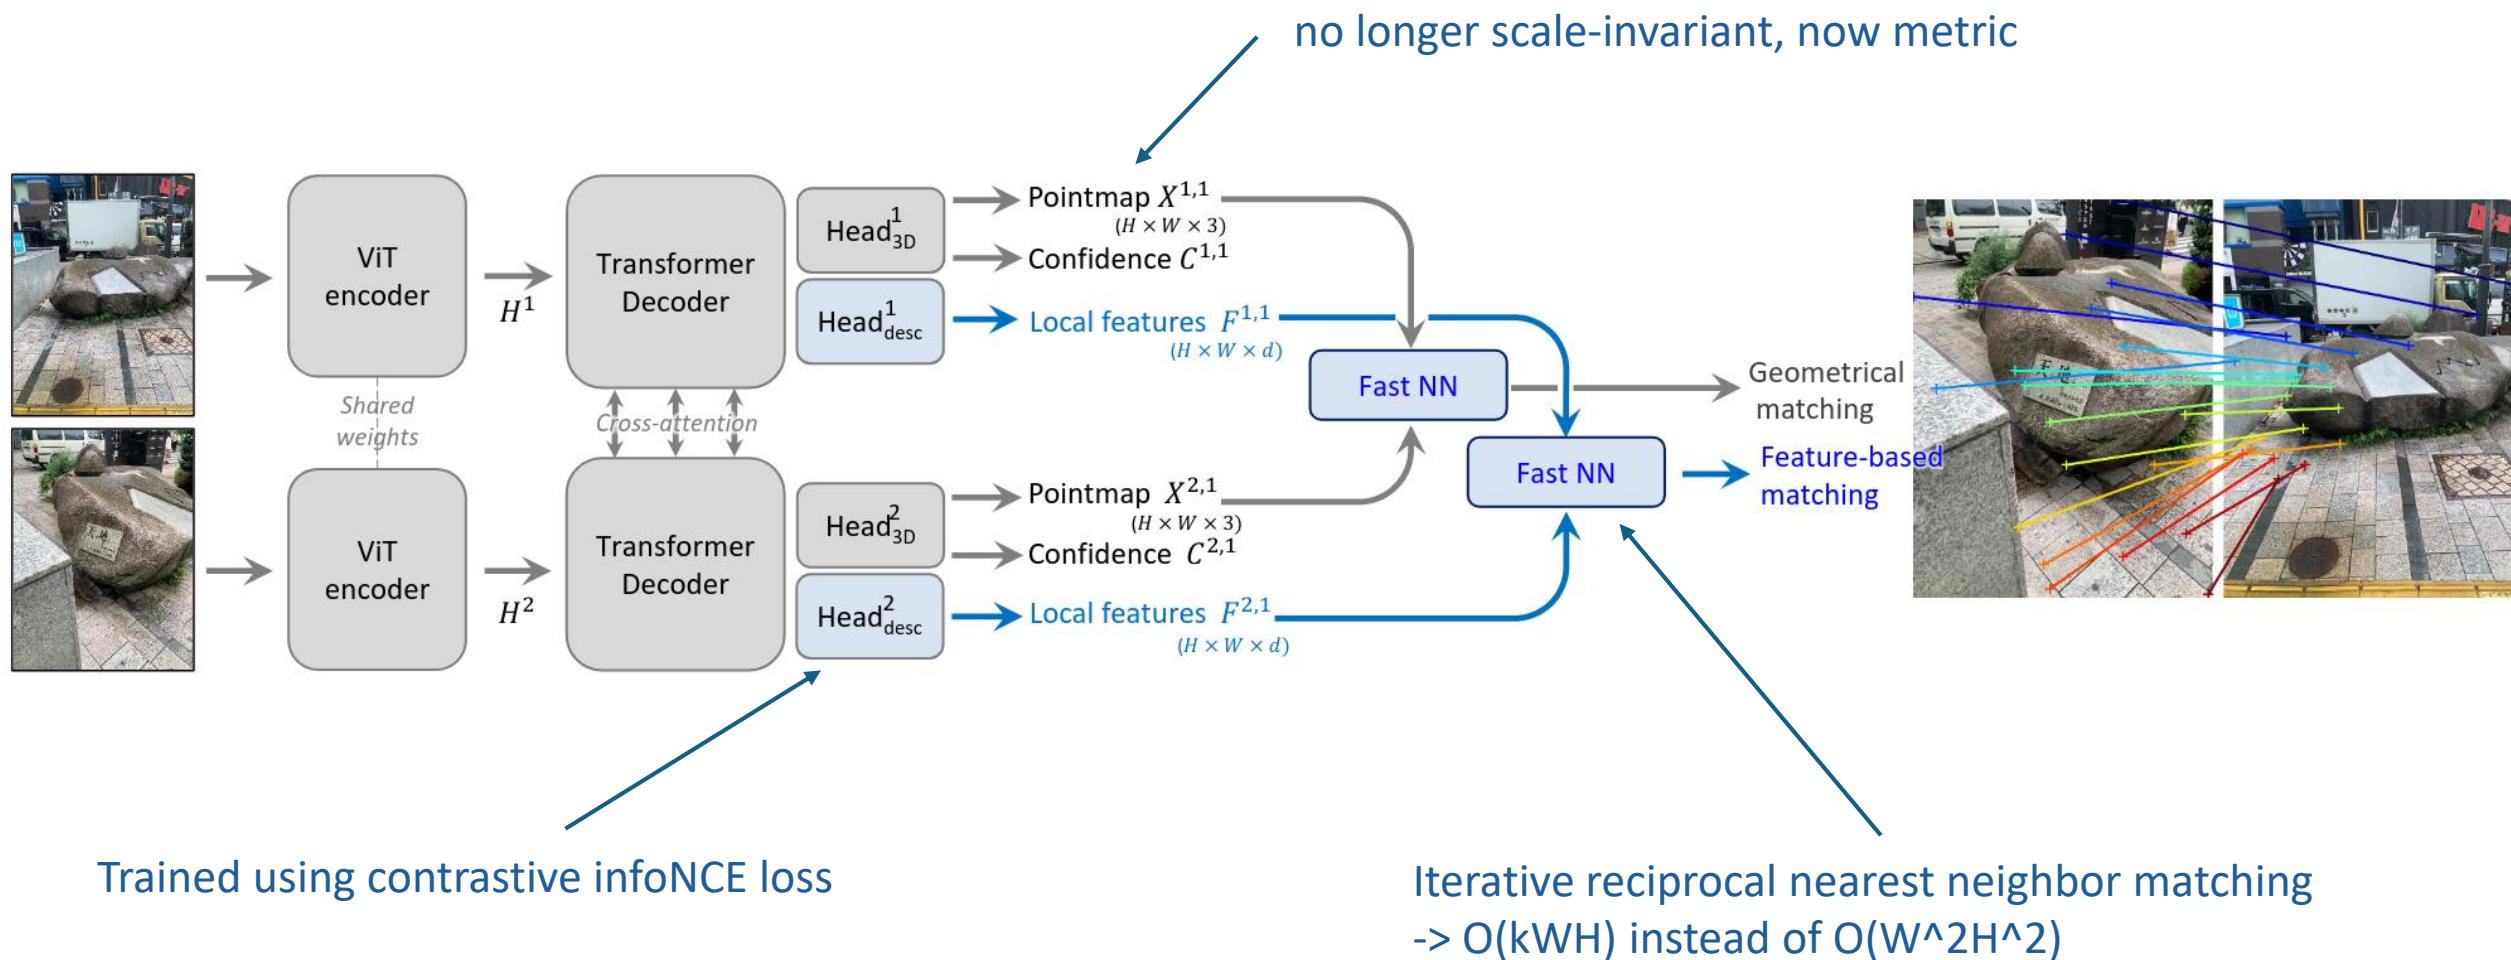 no longer scale-invariant, now metric
ViT
encoder
H¹
Transformer
Decoder
Head¹3D
Head¹desc
Pointmap X¹,¹
(H × W × 3)
Confidence C¹,¹
Local features F¹,¹
(H × W × d)
Shared
weights
Cross-attention
ViT
encoder
H²
Transformer
Decoder
Head²3D
Head²desc
Pointmap X²,¹
(H × W × 3)
Confidence C²,¹
Local features F²,¹
(H × W × d)
Fast NN
Fast NN
Geometrical
matching
Feature-based
matching
天地
Trained using contrastive infoNCE loss
Iterative reciprocal nearest neighbor matching
-> O(kWH) instead of O(W^2H^2)